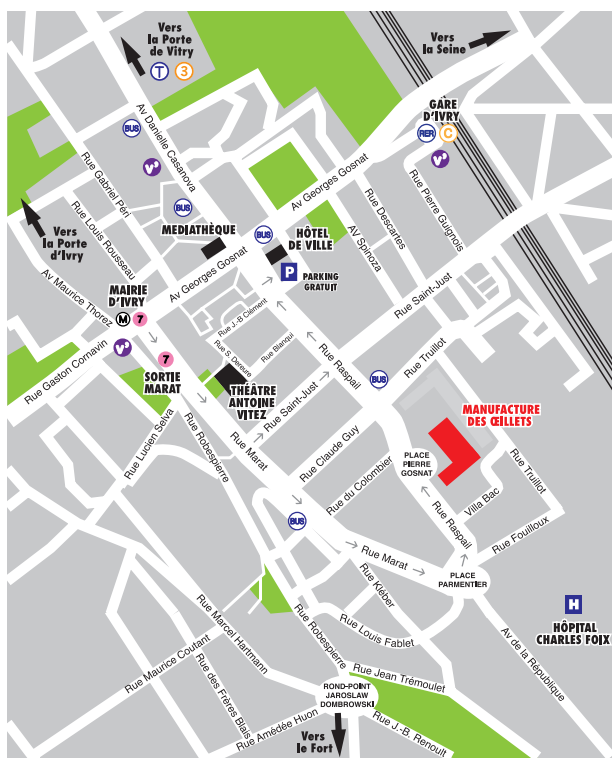 Vers
la Porte
de Vitry
T 3
Vers
la Seine
GARE
D'IVRY
RER C
BUS
Av Danielle Casanova
Rue Gabriel Péri
Rue Louis Rousseau
BUS
MEDIATHÈQUE
BUS
HÔTEL
DE VILLE
Av Georges Gosnat
Av Georges Gosnat
AV Spinoza
Rue Descartes
Rue Pierre Guignois
Vers
la Porte
d'Ivry
P PARKING
GRATUIT
MAIRIE
D'IVRY
M 7
Av Maurice Thorez
Rue Gaston Cornavin
Rue J.-B Clément
Rue S. Dereure
Rue Blanqui
Rue Raspail
Rue Saint-Just
Rue Truillot
7
SORTIE
MARAT
THÉÂTRE
ANTOINE
VITEZ
BUS
Rue Saint-Just
MANUFACTURE
DES ŒILLETS
Rue Lucien Selva
Rue Robespierre
Rue Marat
Rue Claude Guy
Rue du Colombier
PLACE
PIERRE
GOSNAT
Rue Truillot
Villa Bac
Rue Raspail
Rue Fouilloux
BUS
Rue Marat
PLACE
PARMENTIER
Rue Kléber
H
HÔPITAL
CHARLES FOIX
Rue Louis Fablet
Rue Robespierre
Rue Marcel Hartmann
Rue Maurice Coutant
Rue des Frères Blais
Rue Jean Trémoulet
Av de la République
ROND-POINT
JAROSLAW
DOMBROWSKI
Rue Amédée Huon
Rue J.-B. Renoult
Vers
le Fort